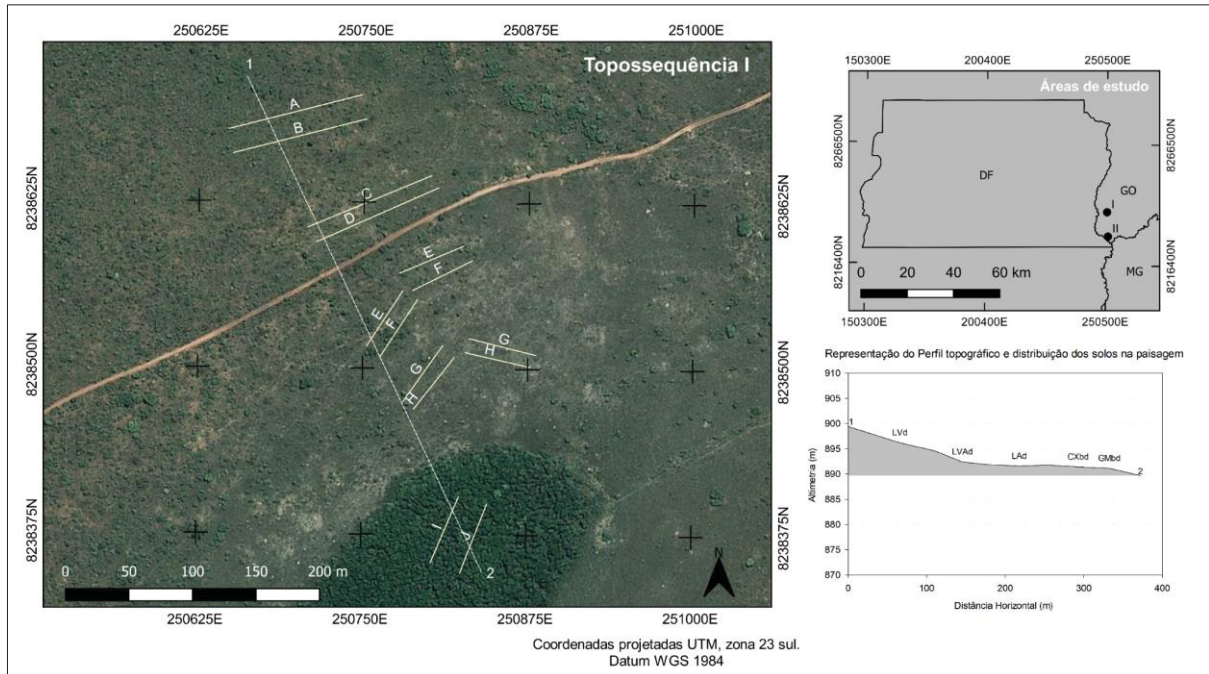 250625E 250750E 250875E 251000E
1
Topossequência I
A
B
8238625N
C
8238625N
D
E
F
E
F
G
H
8238500N
8238500N
G
H
8238375N
I
J
8238375N
2
N
0 50 100 150 200 m
250625E 250750E 250875E 251000E
Coordenadas projetadas UTM, zona 23 sul.
Datum WGS 1984
150300E 200400E 250500E
Áreas de estudo
8266500N
8266500N
DF
GO
I
II
8216400N
8216400N
MG
0 20 40 60 km
150300E 200400E 250500E
Representação do Perfil topográfico e distribuição dos solos na paisagem
Altimetria (m)
910
905
900
895
890
885
880
875
870
1
LVd
LVAd
LAd
CXbd
GMbd
2
0 100 200 300 400
Distância Horizontal (m)